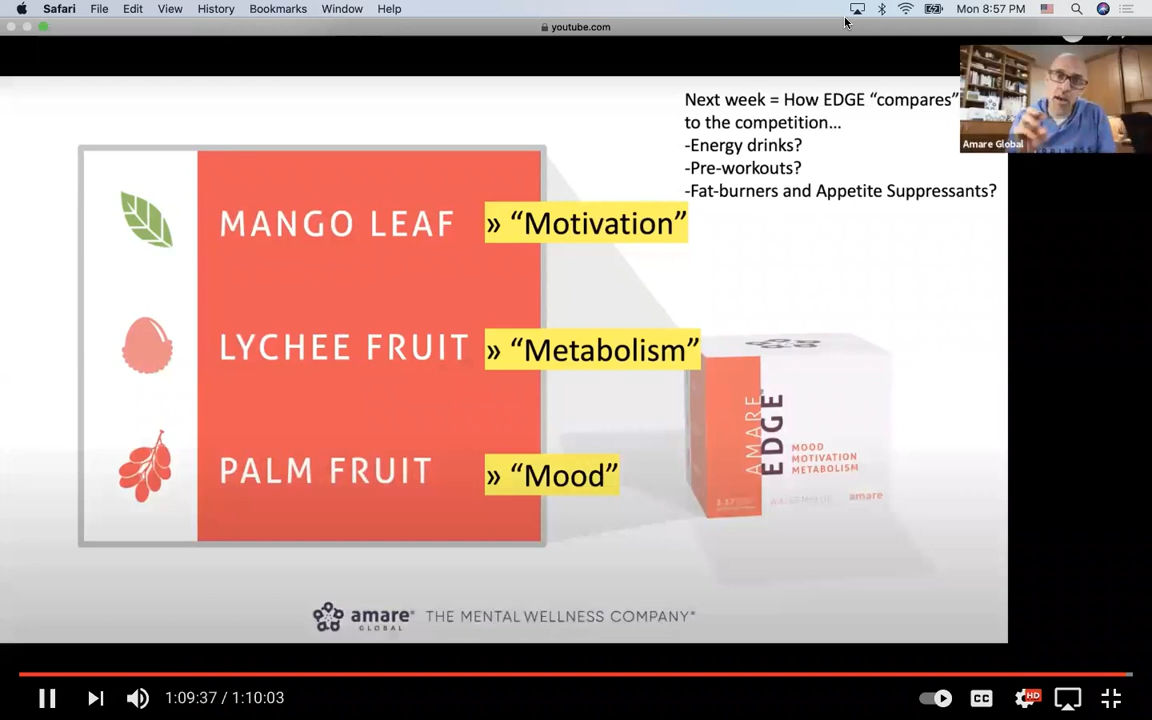 Safari File Edit View History Bookmarks Window Help
Mon 8:57 PM
youtube.com
Next week = How EDGE “compares”
to the competition…
-Energy drinks?
-Pre-workouts?
-Fat-burners and Appetite Suppressants?
Amare Global
MANGO LEAF » “Motivation”
LYCHEE FRUIT » “Metabolism”
PALM FRUIT » “Mood”
AMARE
EDGE™
MOOD
MOTIVATION
METABOLISM
amare
amare®
GLOBAL
THE MENTAL WELLNESS COMPANY®
1:09:37 / 1:10:03
CC
HD